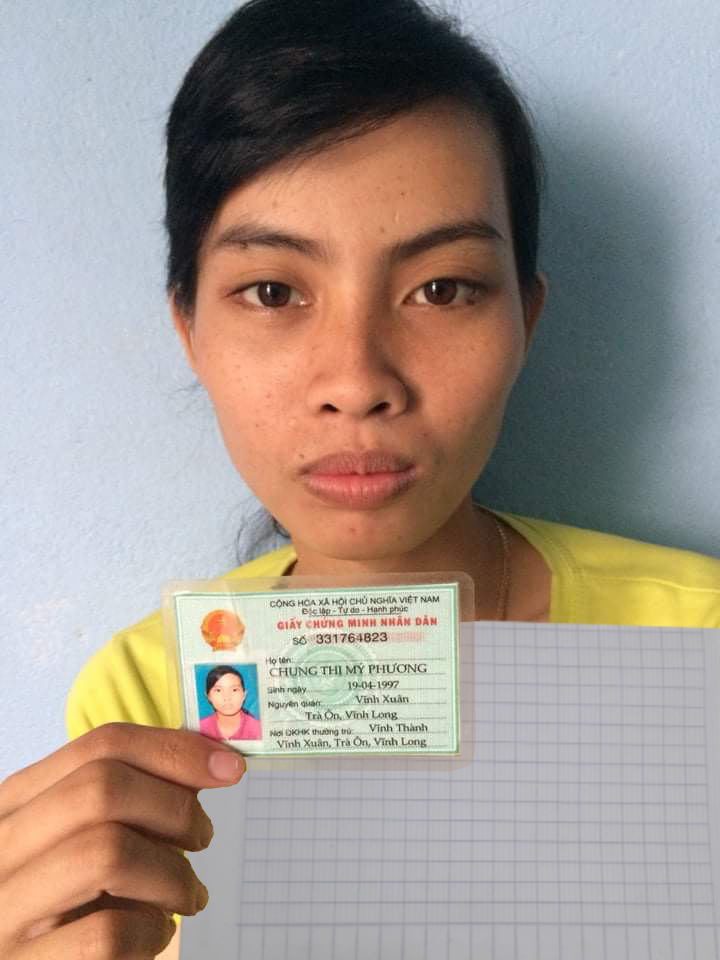 CỘNG HÒA XÃ HỘI CHỦ NGHĨA VIỆT NAM
Độc lập - Tự do - Hạnh phúc
GIẤY CHỨNG MINH NHÂN DÂN
SỐ 331764823
Họ tên:
CHUNG THỊ MỸ PHƯƠNG
Sinh ngày 19-04-1997
Nguyên quán: Vĩnh Xuân
Trà Ôn, Vĩnh Long
Nơi ĐKHK thường trú: Vĩnh Thành
Vĩnh Xuân, Trà Ôn, Vĩnh Long